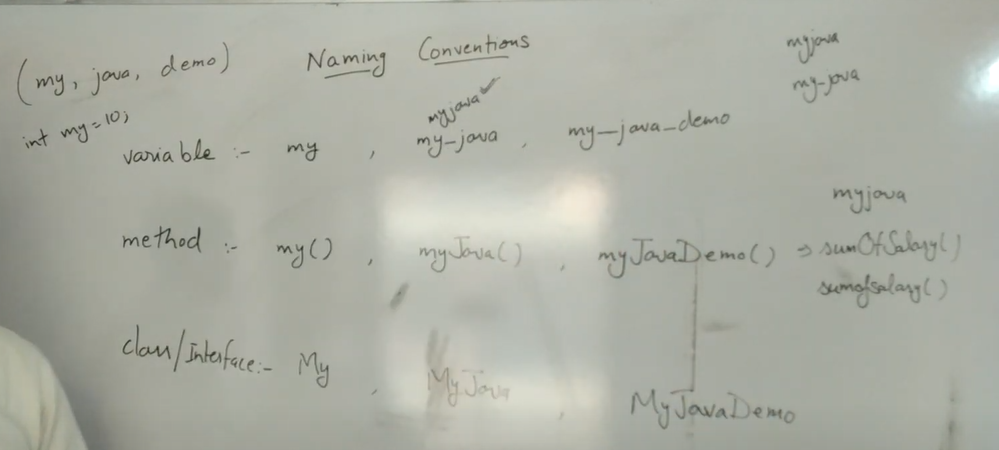 (my, java, demo)
Naming Conventions
myjava
my-java
int my=10;
myjava✓
variable :- my , my-java , my-java-demo
myjava
method :- my() , myJava() , myJavaDemo() → sumOfSalary()
sumofsalary()
class/Interface:- My , MyJava , MyJavaDemo